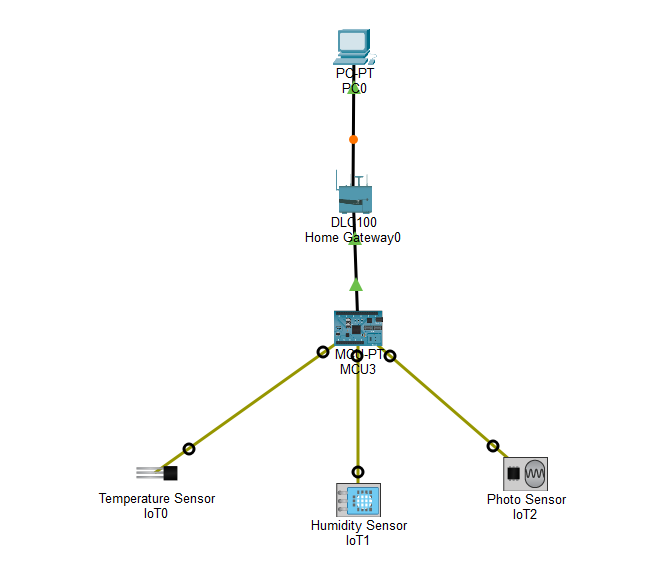 PC-PT
PC0
DLC100
Home Gateway0
MCU-PT
MCU3
Temperature Sensor
IoT0
Humidity Sensor
IoT1
Photo Sensor
IoT2